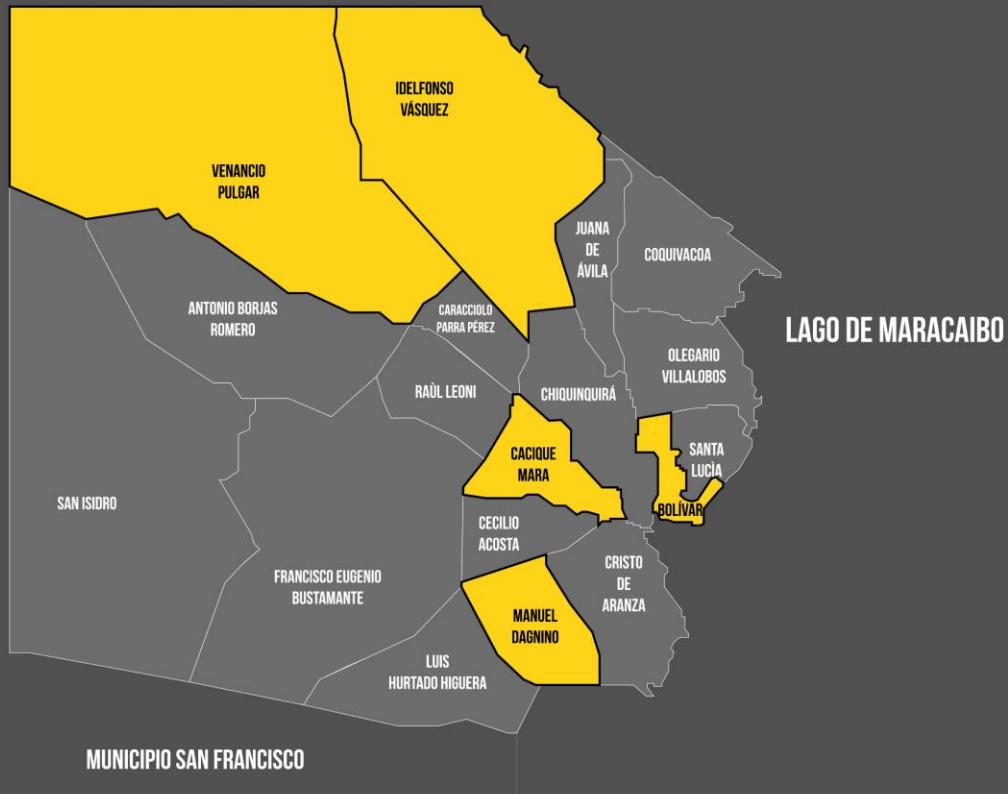 IDELFONSO
VÁSQUEZ
VENANCIO
PULGAR
JUANA
DE
ÁVILA
COQUIVACOA
ANTONIO BORJAS
ROMERO
CARACCIOLO
PARRA PÉREZ
LAGO DE MARACAIBO
OLEGARIO
VILLALOBOS
RAÙL LEONI
CHIQUINQUIRÁ
CACIQUE
MARA
SANTA
LUCÌA
SAN ISIDRO
BOLÍVAR
CECILIO
ACOSTA
FRANCISCO EUGENIO
BUSTAMANTE
CRISTO
DE
ARANZA
MANUEL
DAGNINO
LUIS
HURTADO HIGUERA
MUNICIPIO SAN FRANCISCO